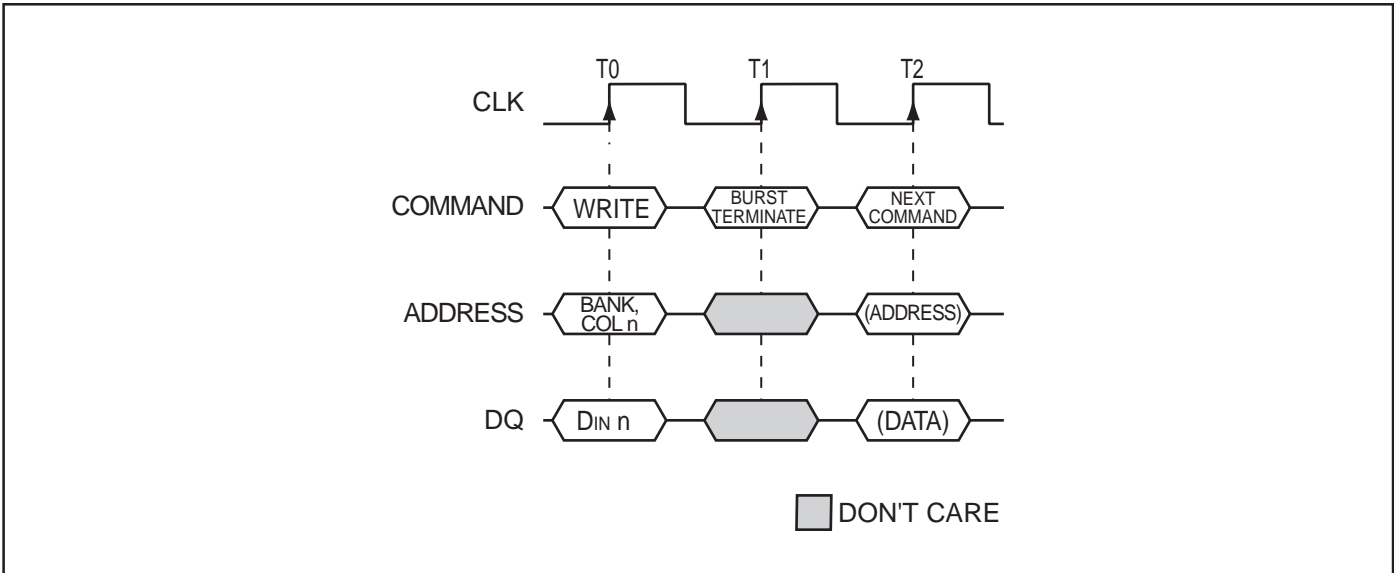 T0 T1 T2
CLK
COMMAND WRITE BURST TERMINATE NEXT COMMAND
ADDRESS BANK, COL n (ADDRESS)
DQ DIN n (DATA)
DON'T CARE